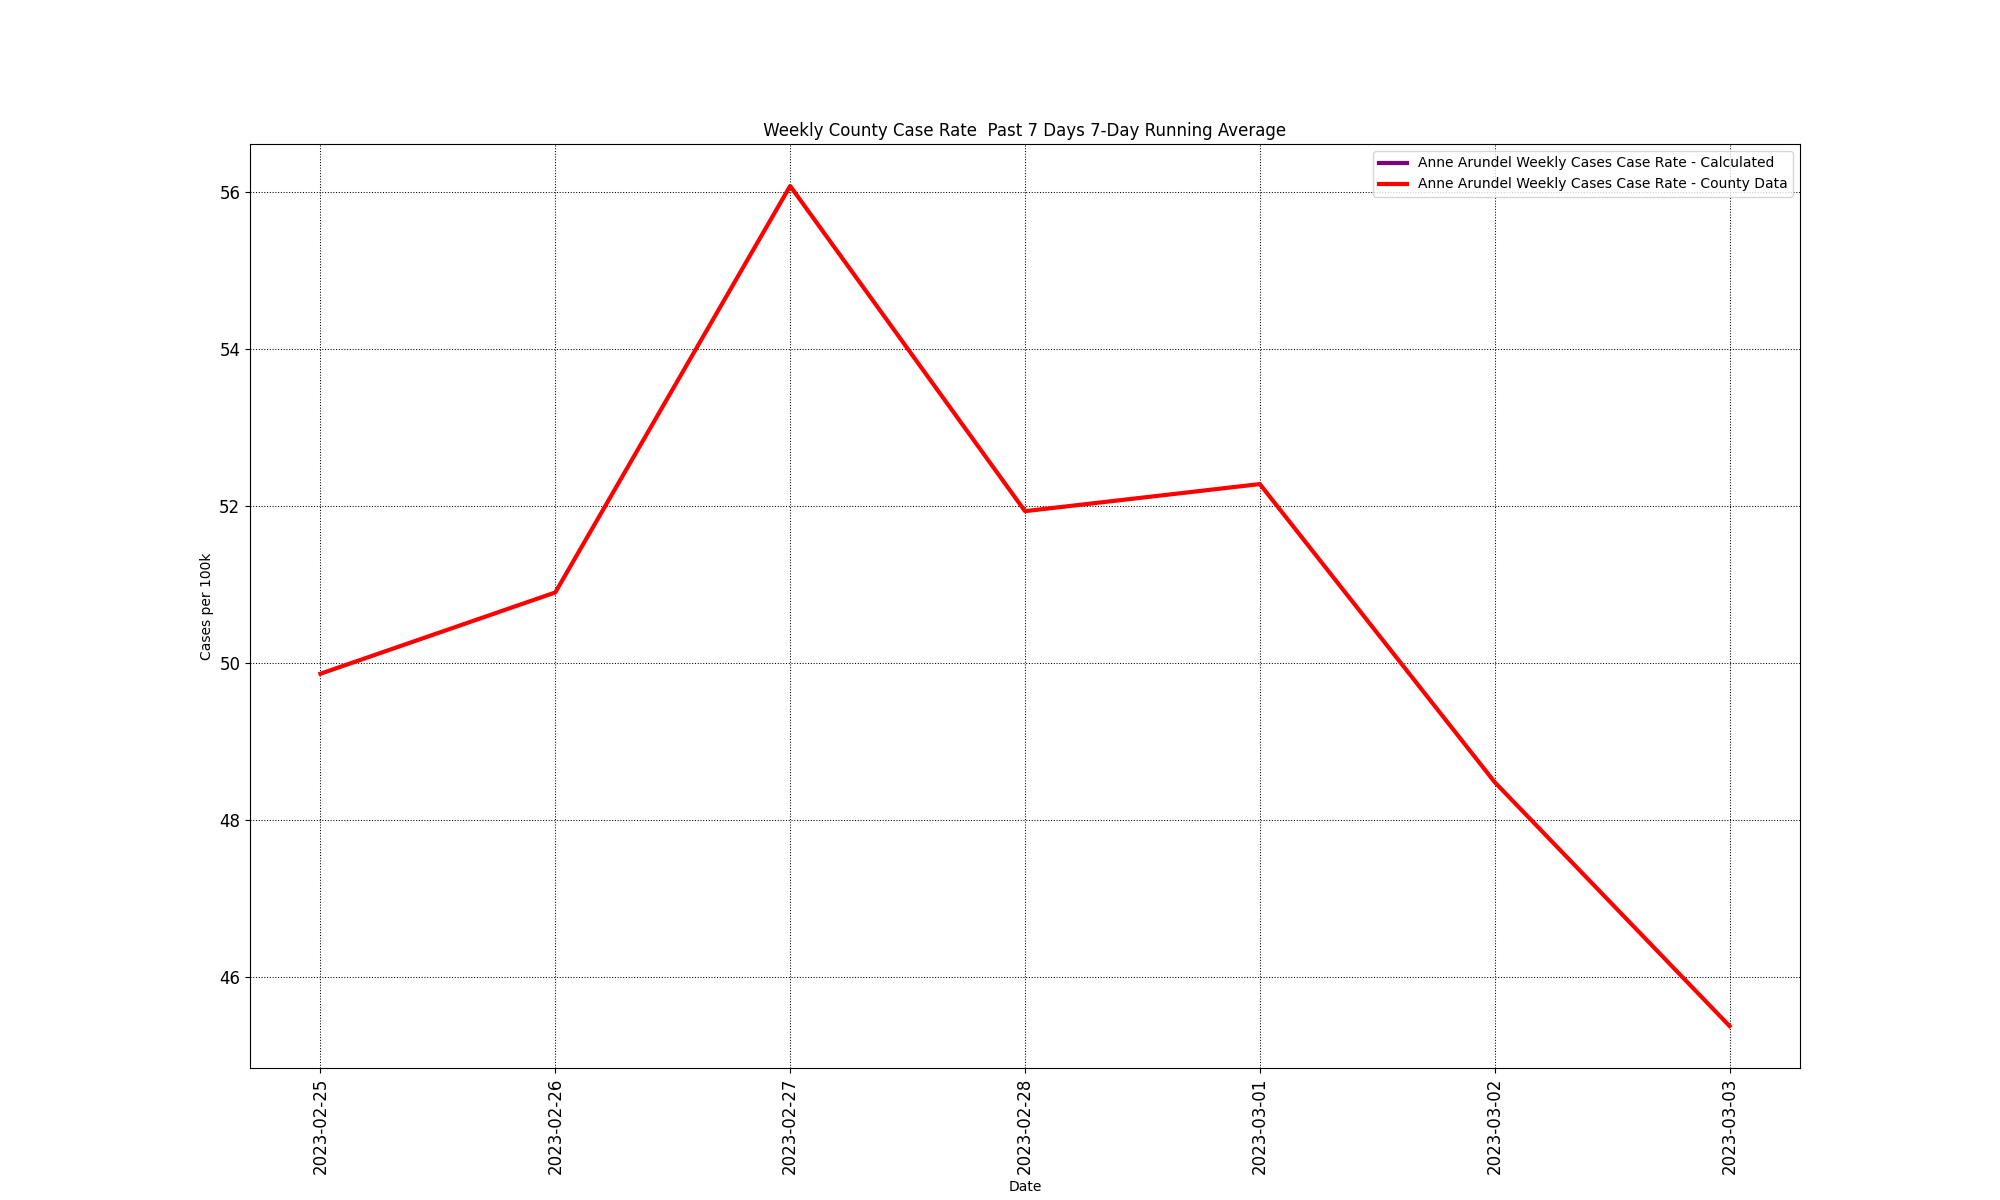 Weekly County Case Rate  Past 7 Days 7-Day Running Average
Anne Arundel Weekly Cases Case Rate - Calculated
Anne Arundel Weekly Cases Case Rate - County Data
56
54
52
50
48
46
Cases per 100k
2023-02-25
2023-02-26
2023-02-27
2023-02-28
2023-03-01
2023-03-02
2023-03-03
Date